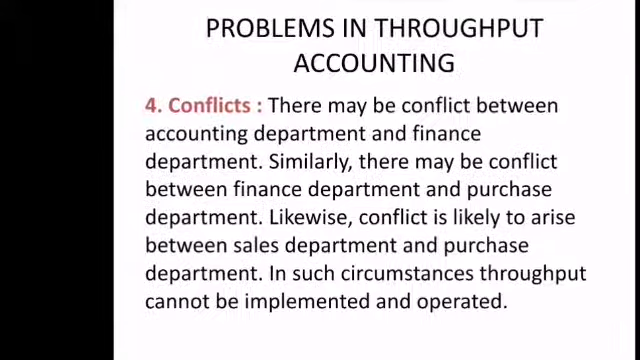 PROBLEMS IN THROUGHPUT
ACCOUNTING
4. Conflicts : There may be conflict between
accounting department and finance
department. Similarly, there may be conflict
between finance department and purchase
department. Likewise, conflict is likely to arise
between sales department and purchase
department. In such circumstances throughput
cannot be implemented and operated.